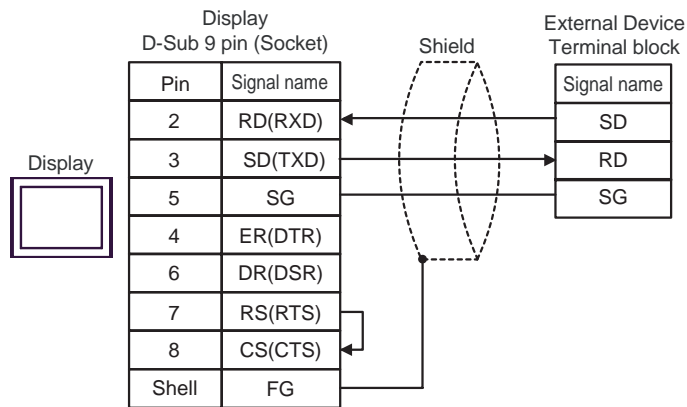 Display
D-Sub 9 pin (Socket)
Shield
External Device
Terminal block
Pin Signal name
Signal name
2 RD(RXD)
SD
3 SD(TXD)
RD
5 SG
SG
Display
4 ER(DTR)
6 DR(DSR)
7 RS(RTS)
8 CS(CTS)
Shell FG